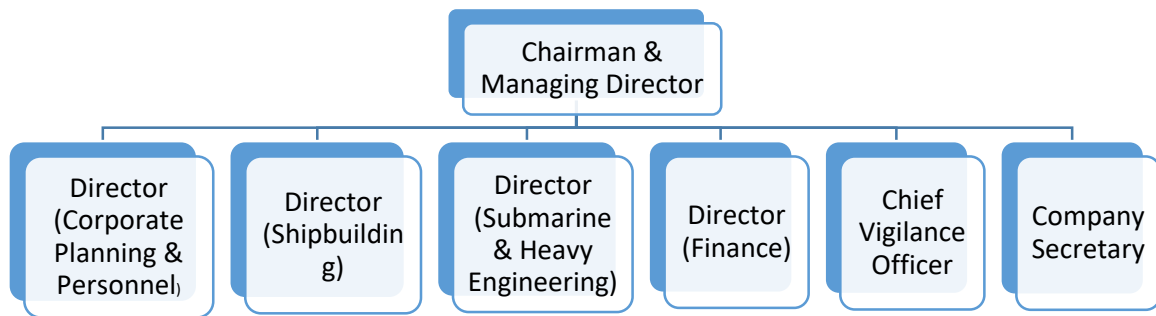 Chairman &
Managing Director
Director
(Corporate
Planning &
Personnel)
Director
(Shipbuildin
g)
Director
(Submarine
& Heavy
Engineering)
Director
(Finance)
Chief
Vigilance
Officer
Company
Secretary